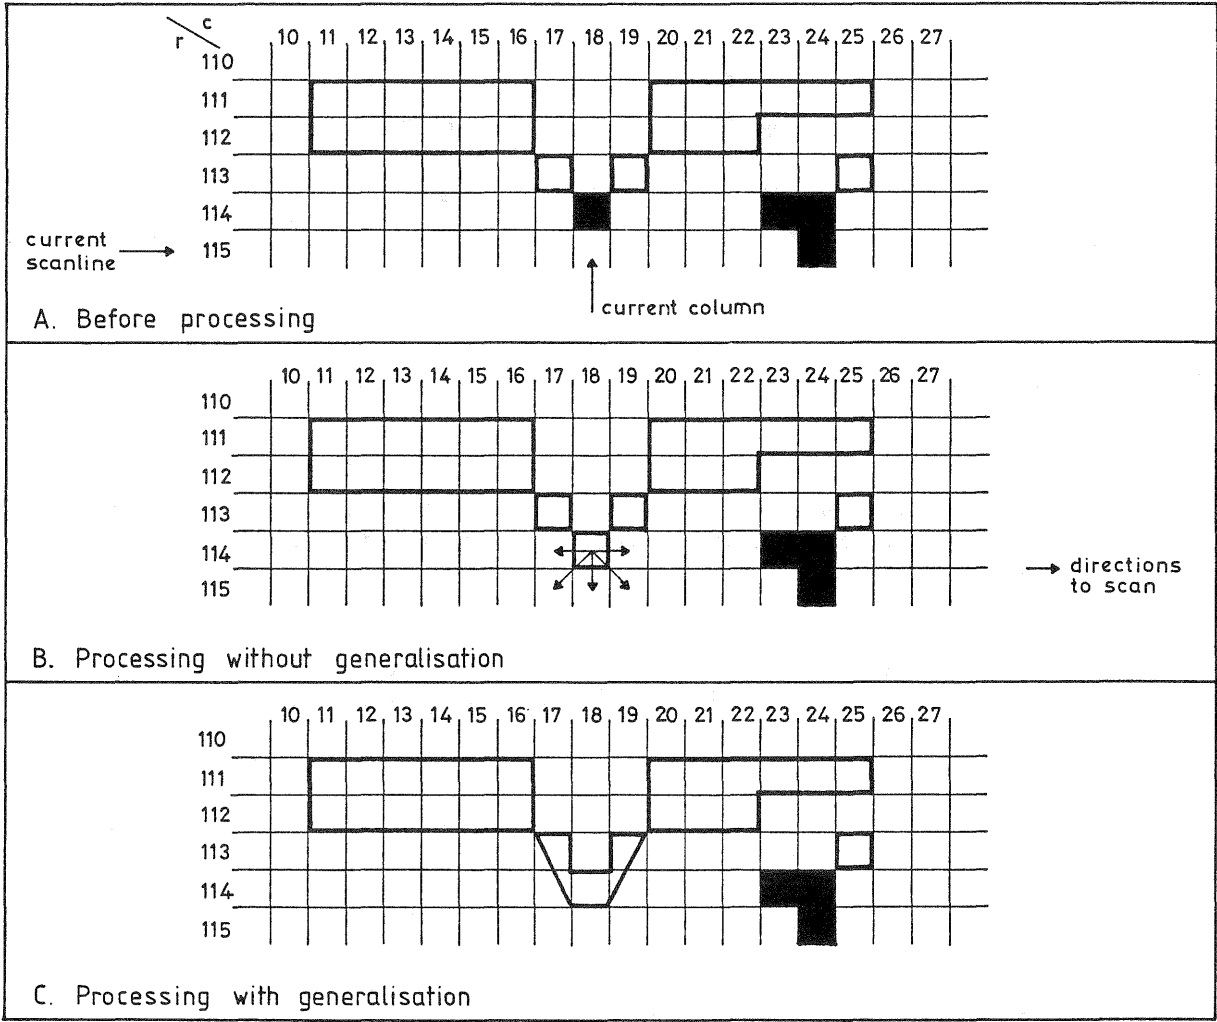 c
r
10 11 12 13 14 15 16 17 18 19 20 21 22 23 24 25 26 27
110
111
112
113
114
115
current
scanline
current column
A. Before processing
10 11 12 13 14 15 16 17 18 19 20 21 22 23 24 25 26 27
110
111
112
113
114
115
directions
to scan
B. Processing without generalisation
10 11 12 13 14 15 16 17 18 19 20 21 22 23 24 25 26 27
110
111
112
113
114
115
C. Processing with generalisation